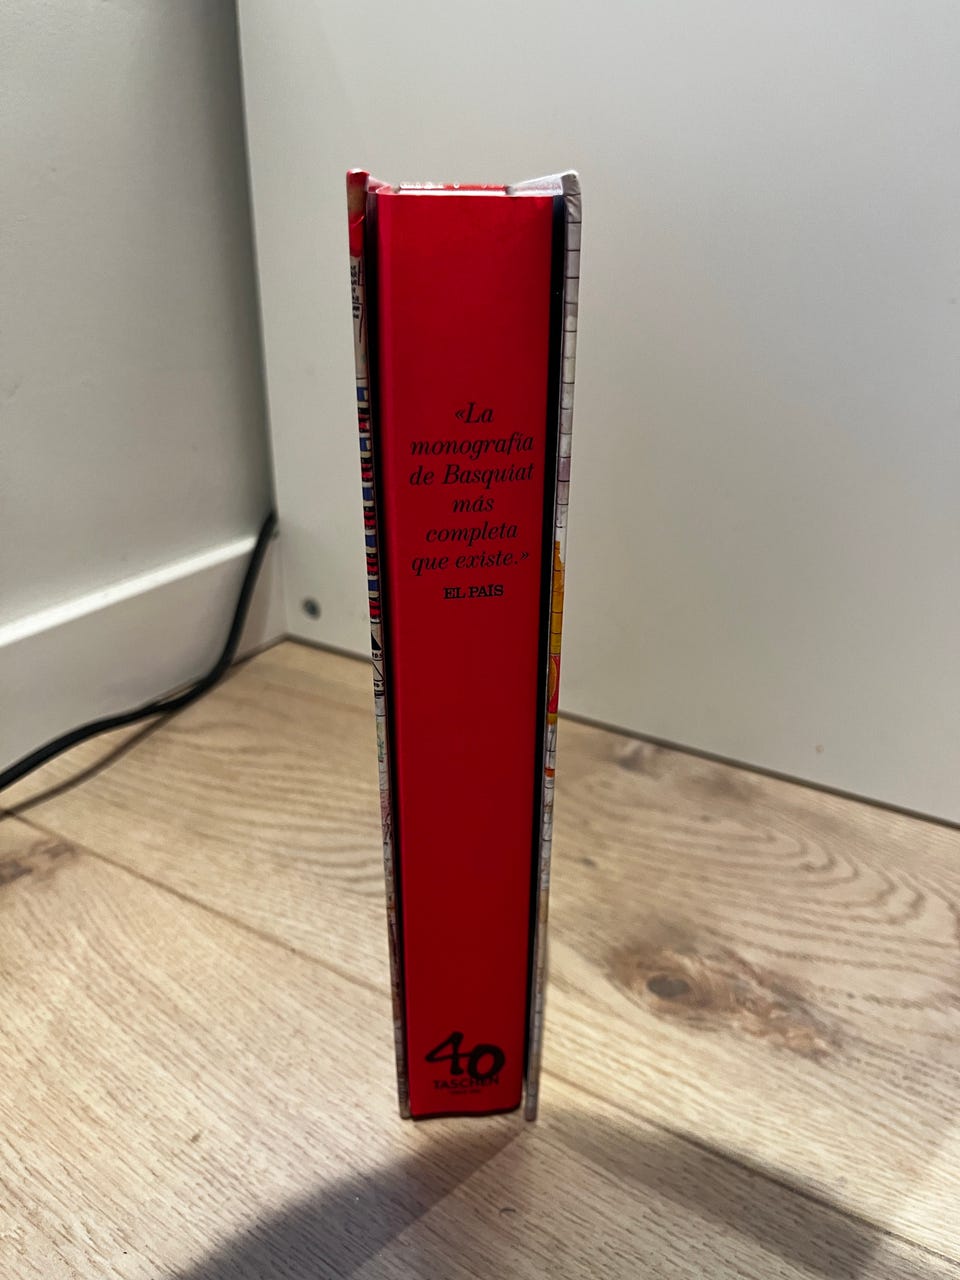 «La
monografía
de Basquiat
más
completa
que existe.»
EL PAÍS
40
TASCHEN